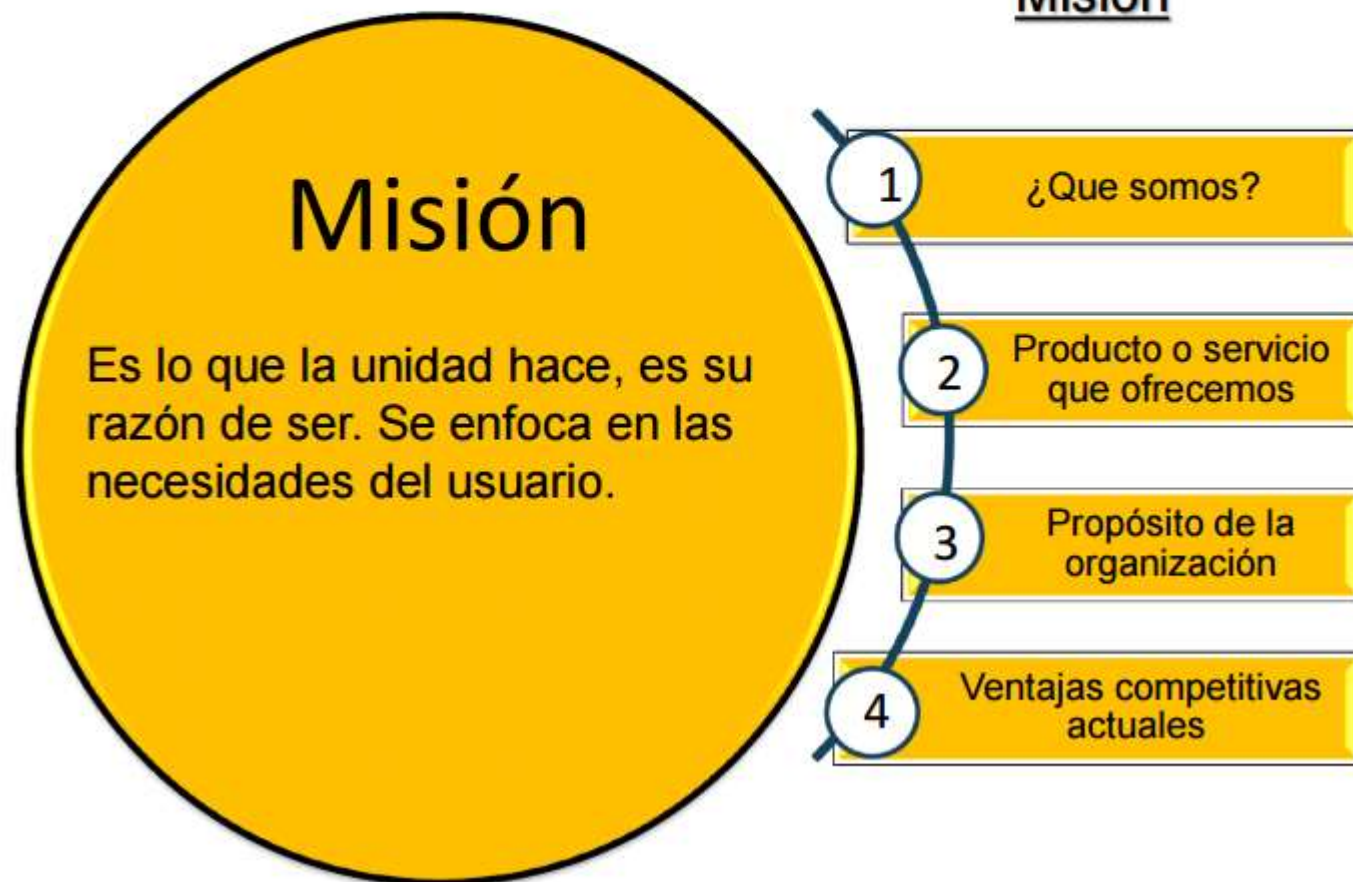 Misión
Misión
Es lo que la unidad hace, es su
razón de ser. Se enfoca en las
necesidades del usuario.
1
¿Que somos?
2
Producto o servicio
que ofrecemos
3
Propósito de la
organización
4
Ventajas competitivas
actuales